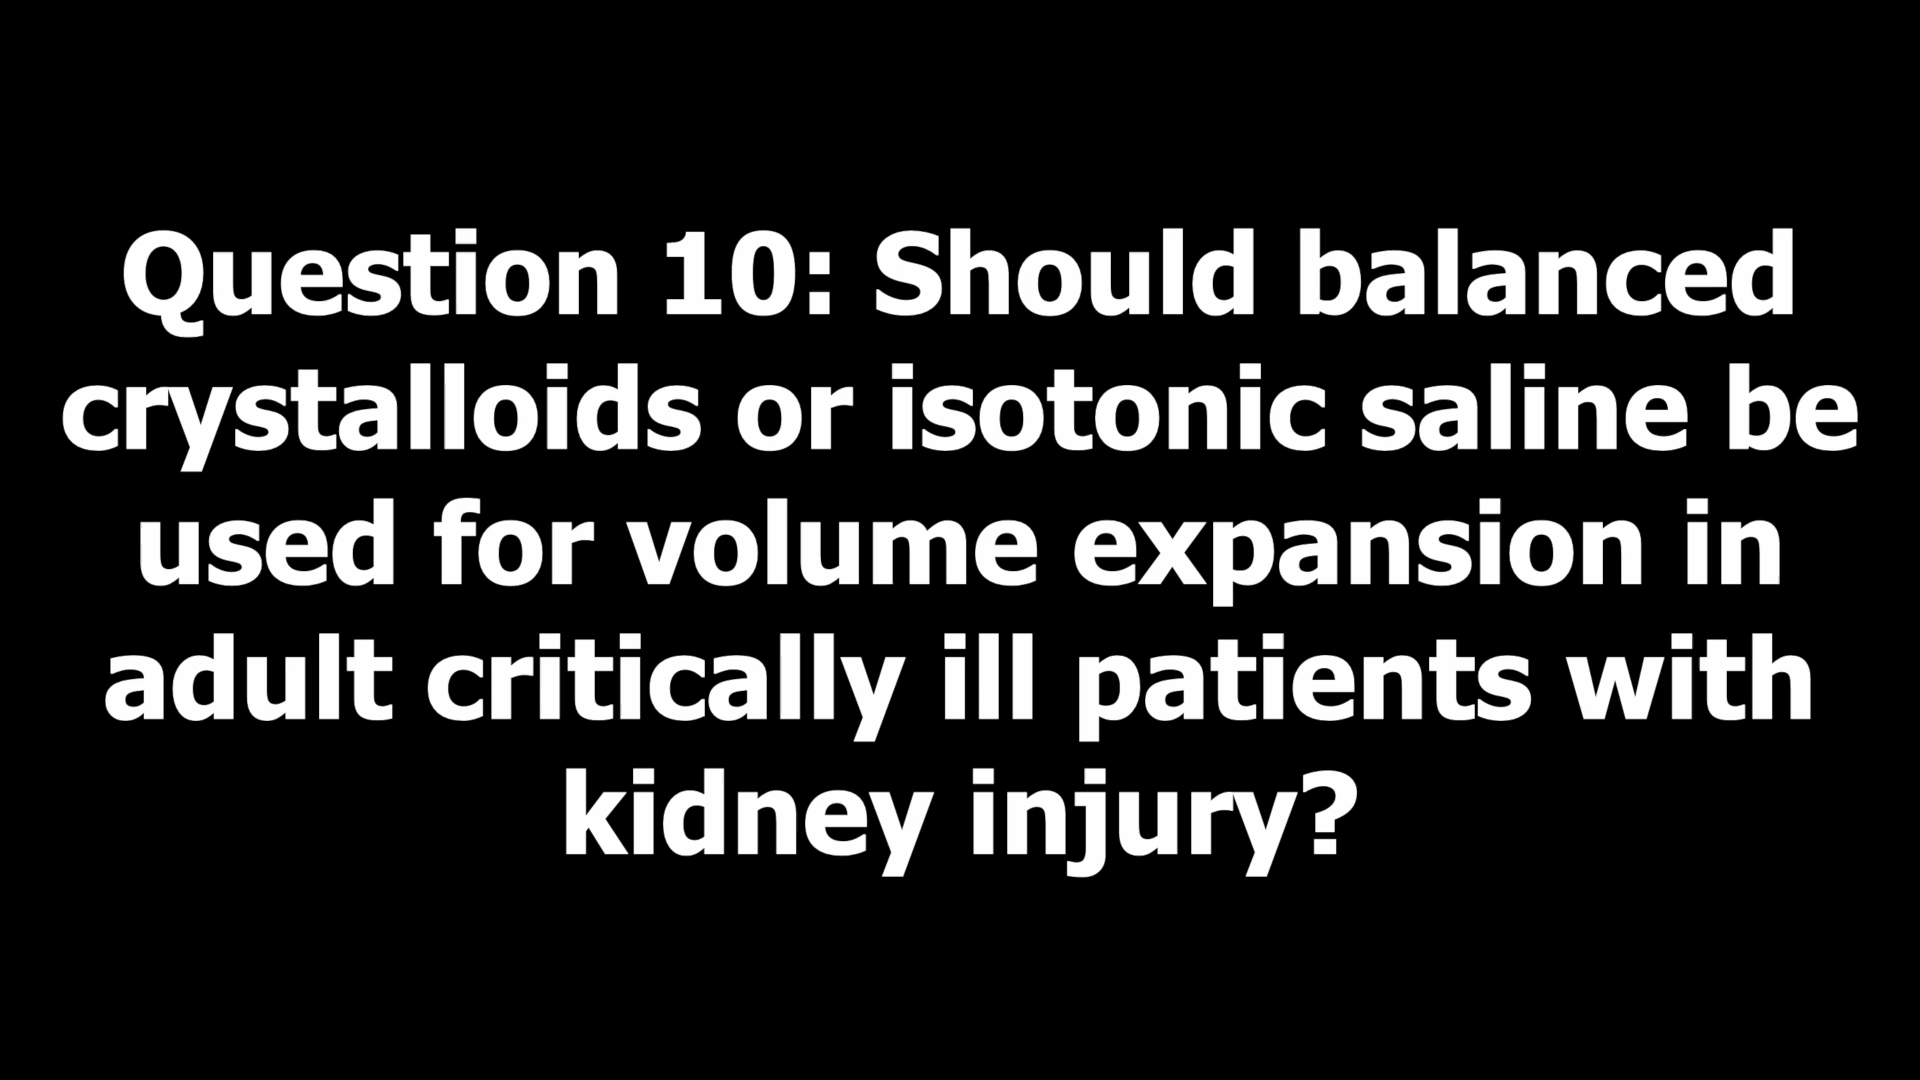 Question 10: Should balanced
crystalloids or isotonic saline be
used for volume expansion in
adult critically ill patients with
kidney injury?